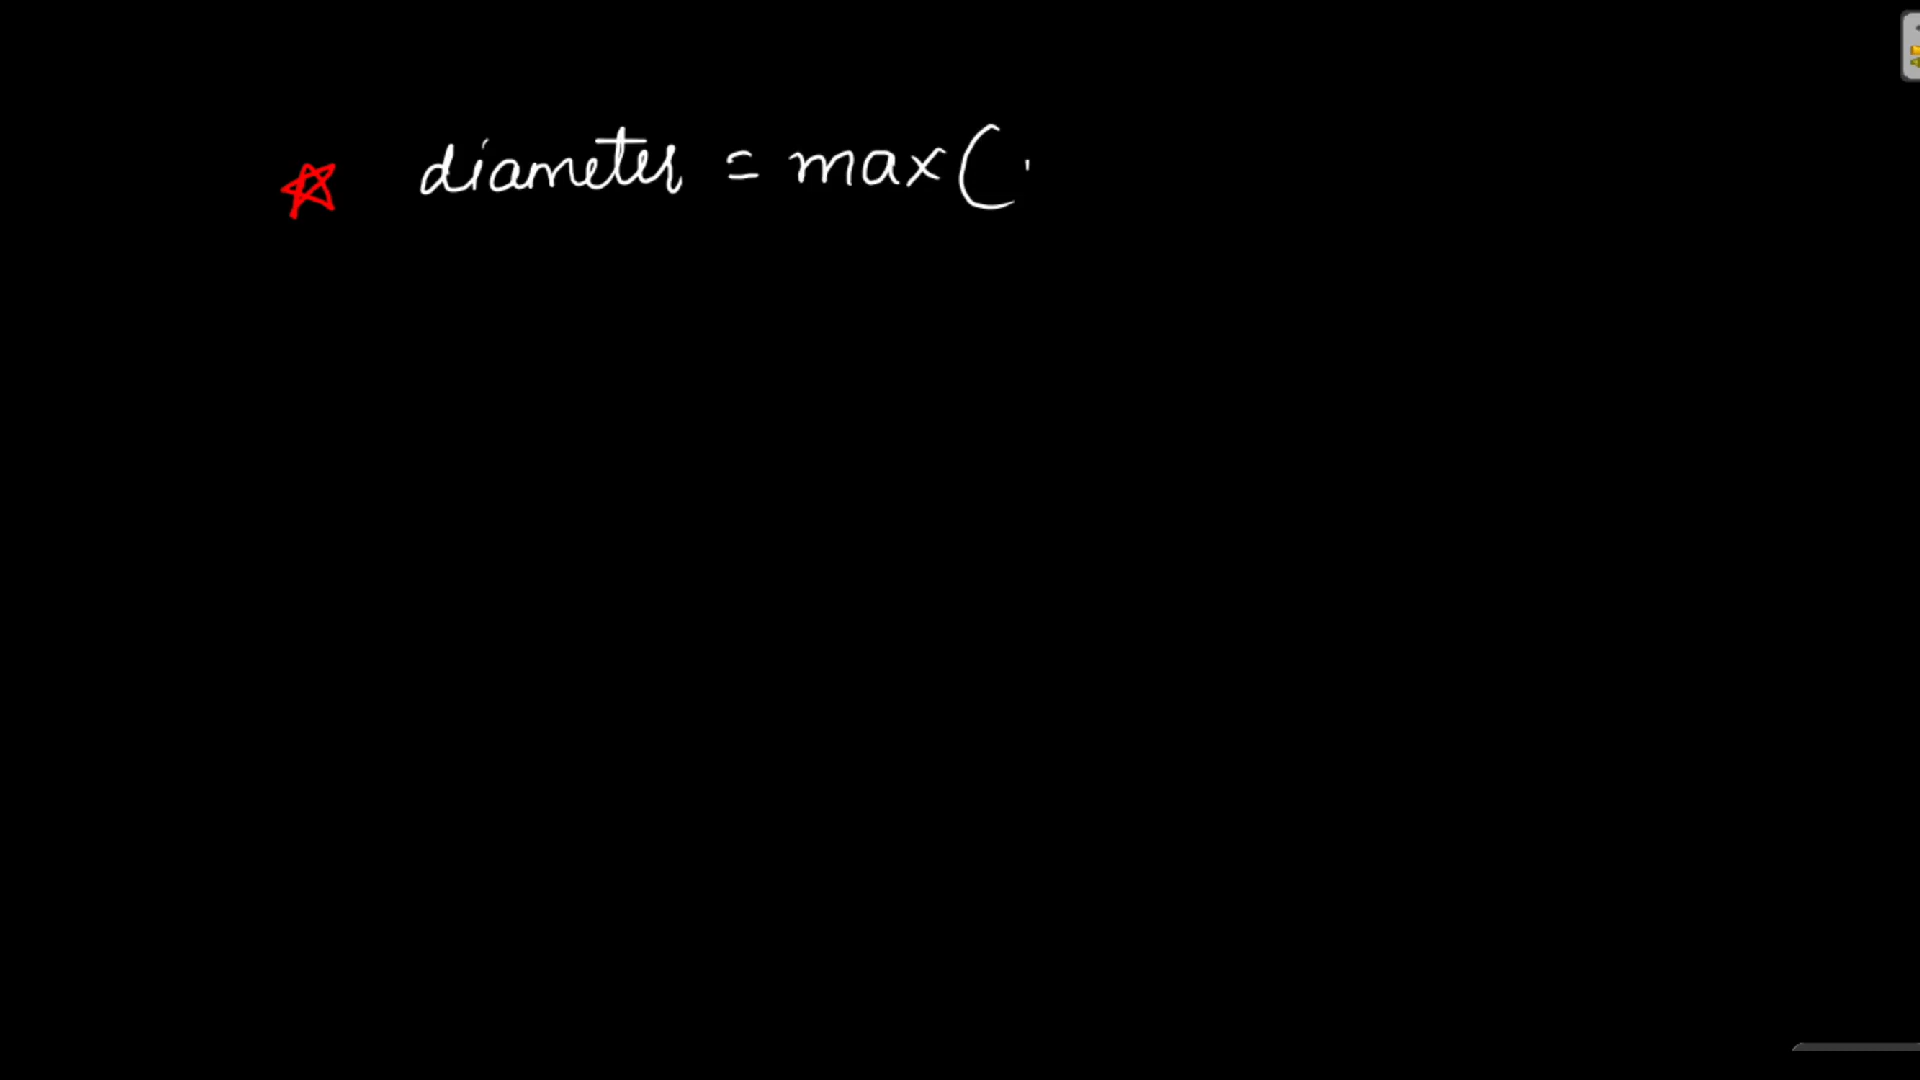 diameter = max(